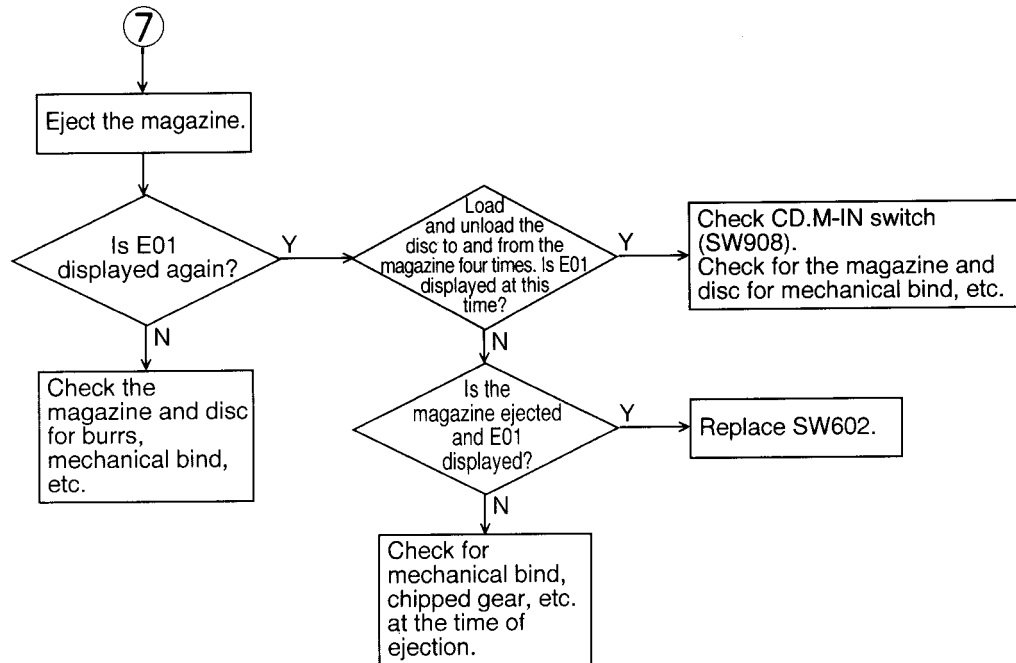 7
Eject the magazine.
Is E01
displayed again?
Y
N
Check the
magazine and disc
for burrs,
mechanical bind,
etc.
Load
and unload the
disc to and from the
magazine four times. Is E01
displayed at this
time?
Y
N
Check CD.M-IN switch
(SW908).
Check for the magazine and
disc for mechanical bind, etc.
Is the
magazine ejected
and E01
displayed?
Y
N
Replace SW602.
Check for
mechanical bind,
chipped gear, etc.
at the time of
ejection.